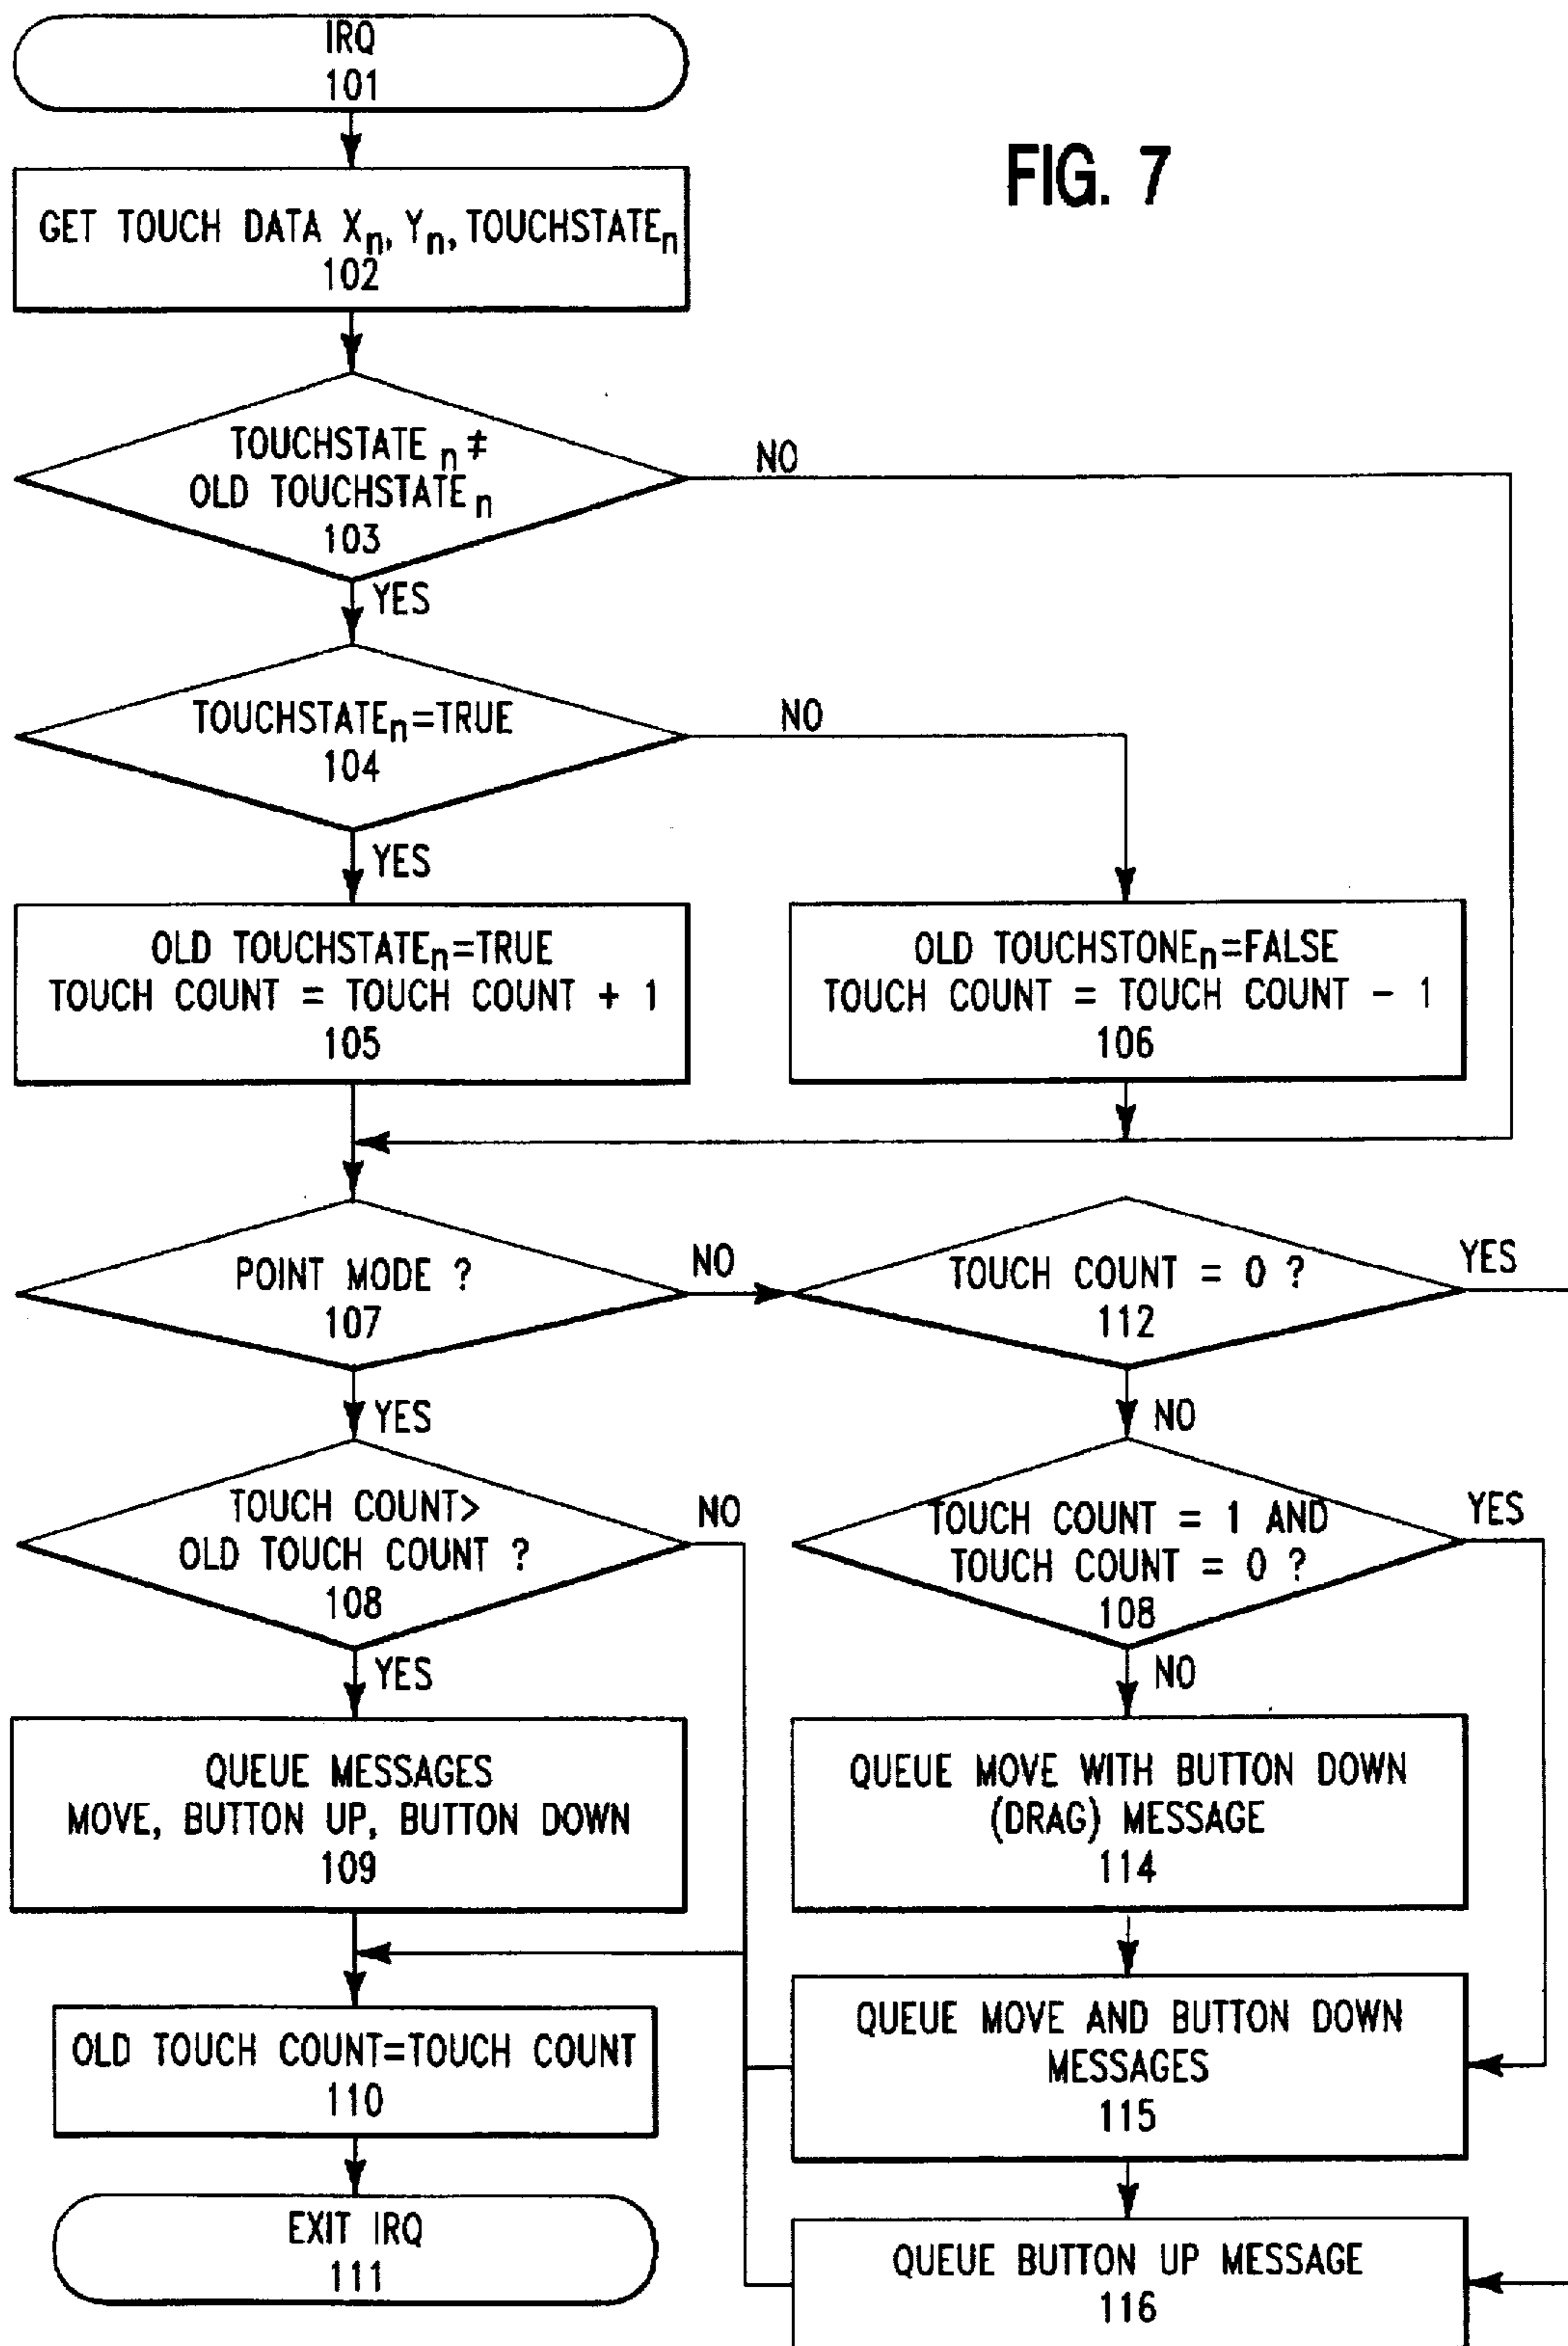 IRQ
101
FIG. 7
GET TOUCH DATA Xn, Yn, TOUCHSTATEn
102
TOUCHSTATE n ≠
OLD TOUCHSTATE n
103
NO
YES
TOUCHSTATEn=TRUE
104
NO
YES
OLD TOUCHSTATEn=TRUE
TOUCH COUNT = TOUCH COUNT + 1
105
OLD TOUCHSTONEn=FALSE
TOUCH COUNT = TOUCH COUNT - 1
106
POINT MODE ?
107
NO
TOUCH COUNT = 0 ?
112
YES
YES
NO
TOUCH COUNT>
OLD TOUCH COUNT ?
108
NO
TOUCH COUNT = 1 AND
TOUCH COUNT = 0 ?
108
YES
YES
NO
QUEUE MESSAGES
MOVE, BUTTON UP, BUTTON DOWN
109
QUEUE MOVE WITH BUTTON DOWN
(DRAG) MESSAGE
114
OLD TOUCH COUNT=TOUCH COUNT
110
QUEUE MOVE AND BUTTON DOWN
MESSAGES
115
EXIT IRQ
111
QUEUE BUTTON UP MESSAGE
116